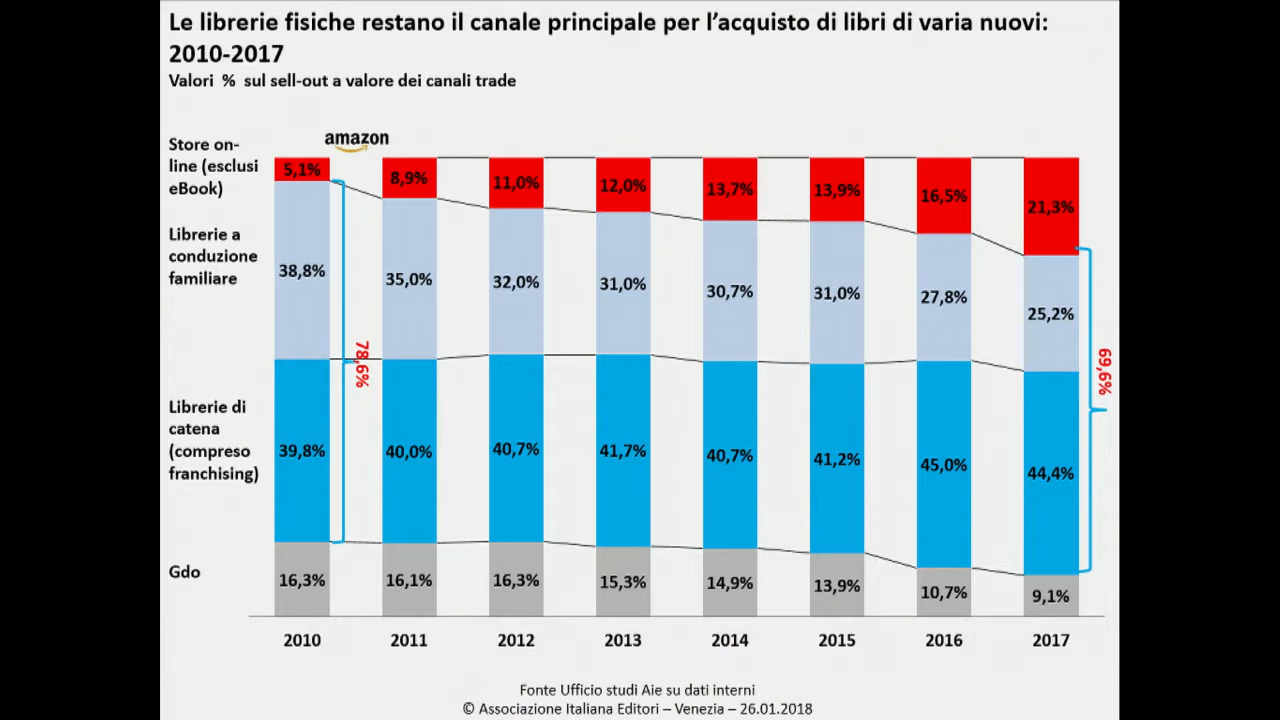 Le librerie fisiche restano il canale principale per l'acquisto di libri di varia nuovi:
2010-2017
Valori % sul sell-out a valore dei canali trade
amazon
Store on-
line (esclusi
eBook)
5,1% 8,9% 11,0% 12,0% 13,7% 13,9% 16,5% 21,3%
Librerie a
conduzione
familiare
38,8% 35,0% 32,0% 31,0% 30,7% 31,0% 27,8% 25,2%
78,6%
69,6%
Librerie di
catena
(compreso
franchising)
39,8% 40,0% 40,7% 41,7% 40,7% 41,2% 45,0% 44,4%
Gdo
16,3% 16,1% 16,3% 15,3% 14,9% 13,9% 10,7% 9,1%
2010 2011 2012 2013 2014 2015 2016 2017
Fonte Ufficio studi Aie su dati interni
© Associazione Italiana Editori – Venezia – 26.01.2018